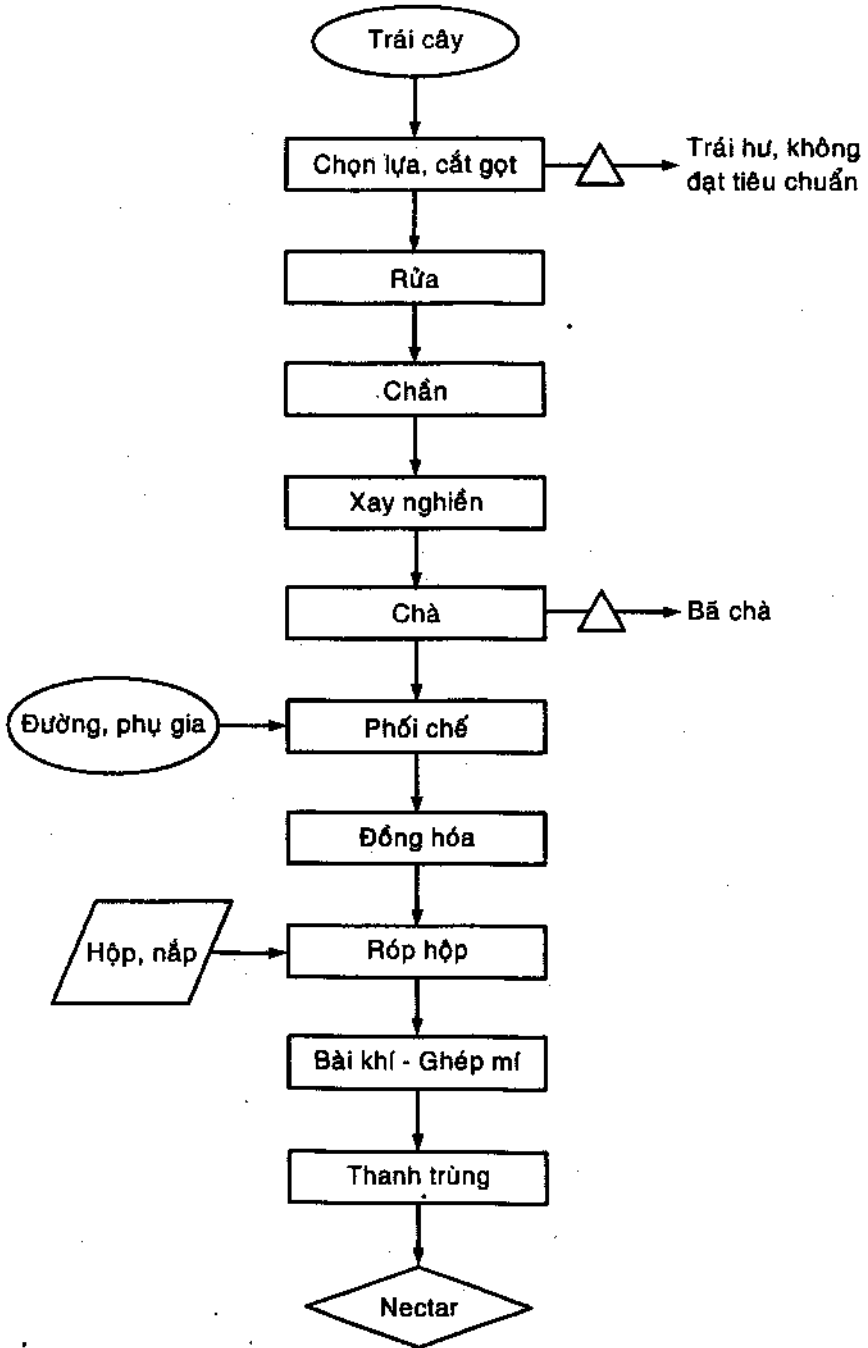 Trái cây
Chọn lựa, cắt gọt
Trái hư, không
đạt tiêu chuẩn
Rửa
Chần
Xay nghiền
Chà
Bã chà
Đường, phụ gia
Phối chế
Đồng hóa
Hộp, nắp
Róp hộp
Bài khí - Ghép mí
Thanh trùng
Nectar